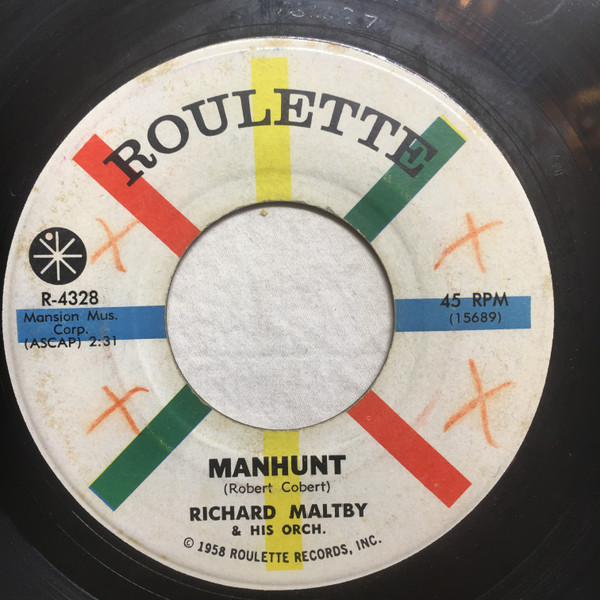 ROULETTE
R-4328
Mansion Mus.
Corp.
(ASCAP) 2:31
45 RPM
(15689)
MANHUNT
(Robert Cobert)
RICHARD MALTBY
& HIS ORCH.
© 1958 ROULETTE RECORDS, INC.